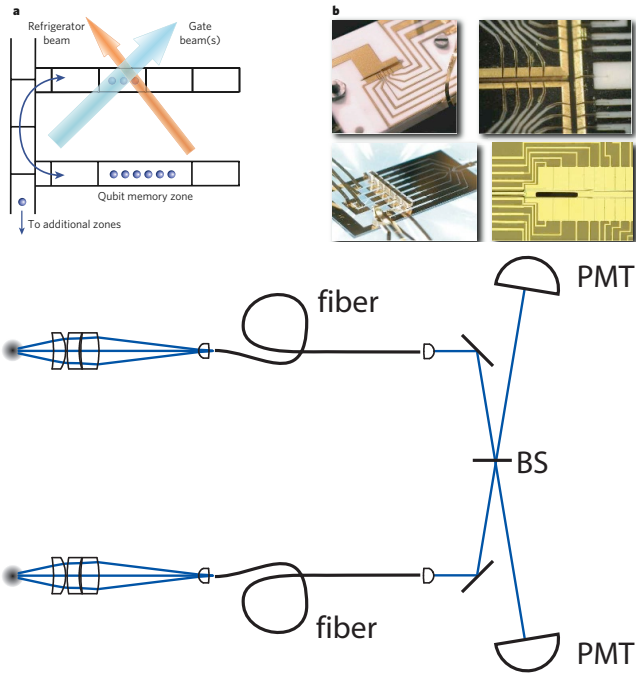 a
Refrigerator
beam
Gate
beam(s)
Qubit memory zone
To additional zones
b
fiber
PMT
BS
fiber
PMT